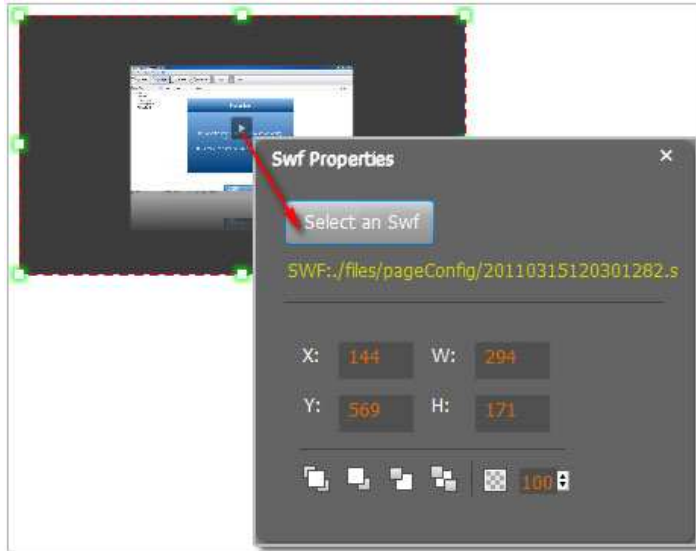 Swf Properties ×
Select an Swf
SWF:./files/pageConfig/20110315120301282.s
X: 144 W: 294
Y: 569 H: 171
100